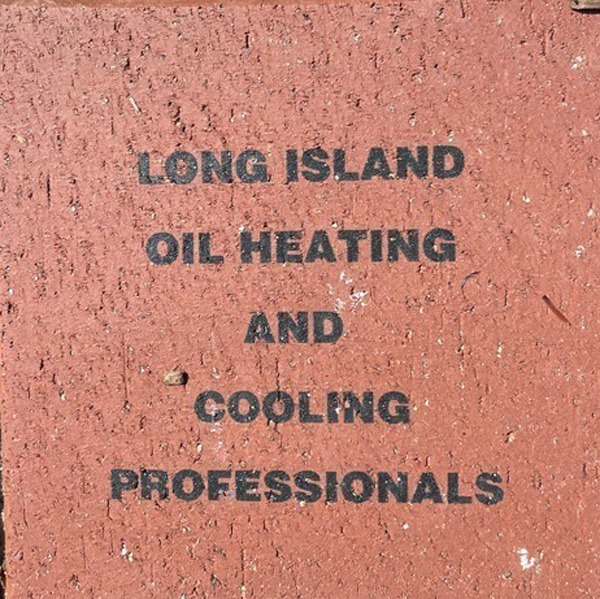 LONG ISLAND
OIL HEATING
AND
COOLING
PROFESSIONALS